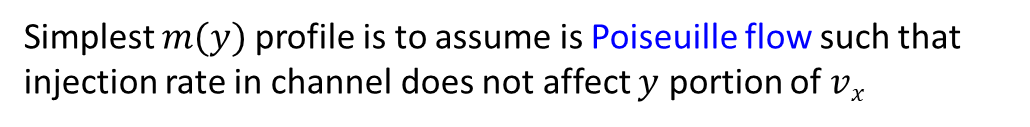 Simplest m(y) profile is to assume is Poiseuille flow such that
injection rate in channel does not affect y portion of vₓ